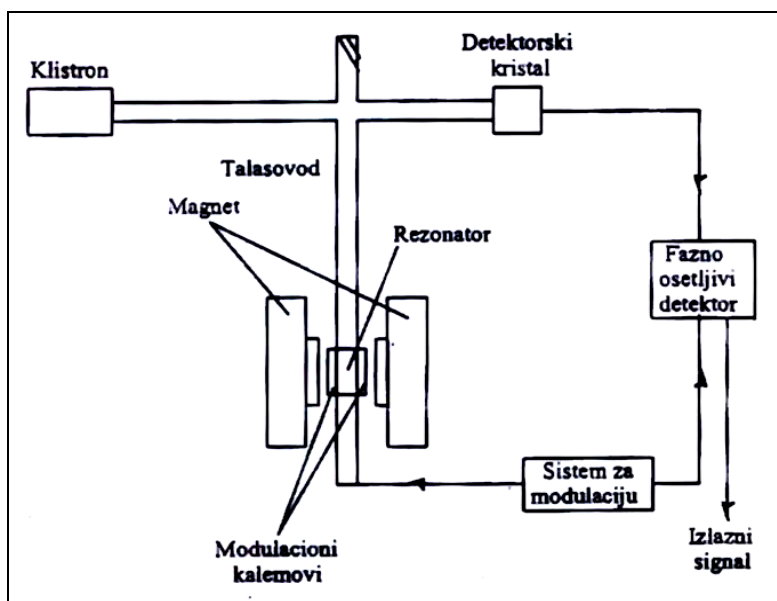 Klistron
Detektorski
kristal
Talasovod
Magnet
Rezonator
Fazno
osetljivi
detektor
Sistem za
modulaciju
Modulacioni
kalemovi
Izlazni
signal